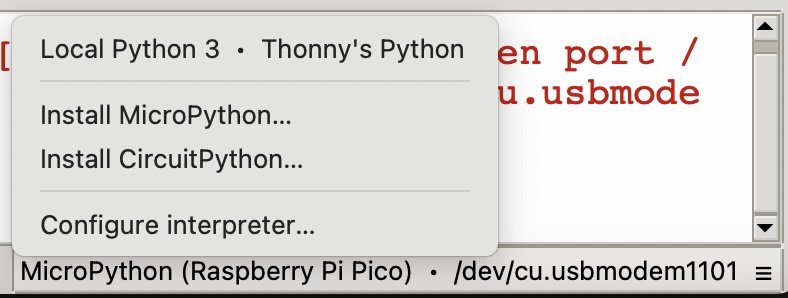 Local Python 3 • Thonny's Python
en port /
Install MicroPython...
u.usbmode
Install CircuitPython...
Configure interpreter...
MicroPython (Raspberry Pi Pico) • /dev/cu.usbmodem1101 ≡